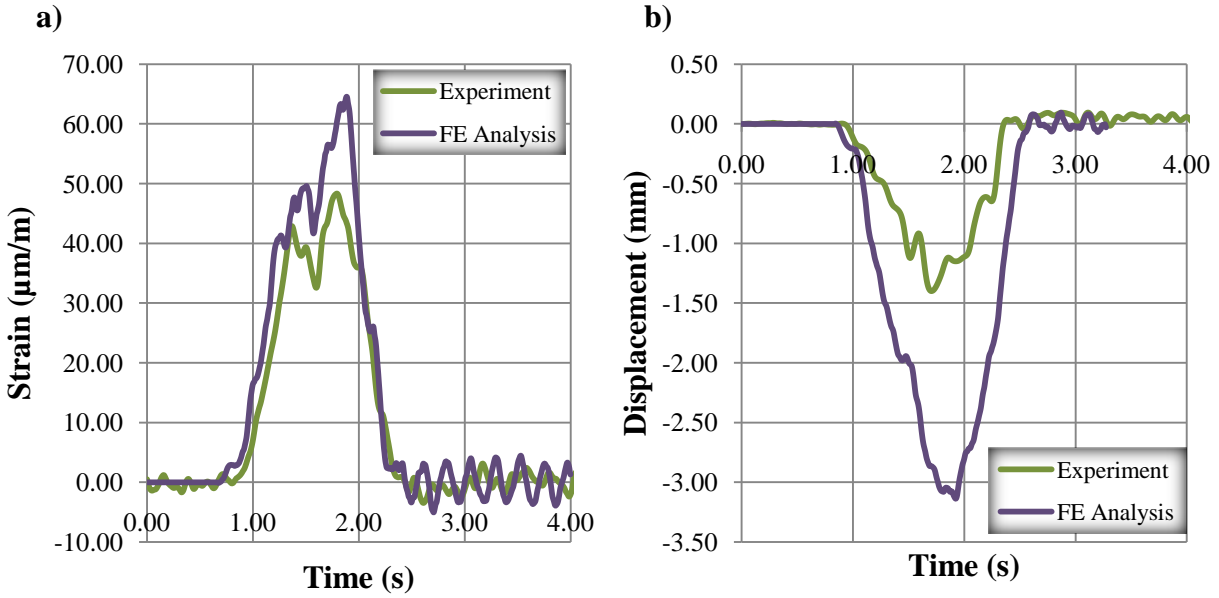 a)
70.00
60.00
50.00
40.00
30.00
20.00
10.00
0.00
-10.00
Strain (µm/m)
0.00 1.00 2.00 3.00 4.00
Time (s)
Experiment
FE Analysis
b)
0.50
0.00
-0.50
-1.00
-1.50
-2.00
-2.50
-3.00
-3.50
Displacement (mm)
0.00 1.00 2.00 3.00 4.00
Time (s)
Experiment
FE Analysis